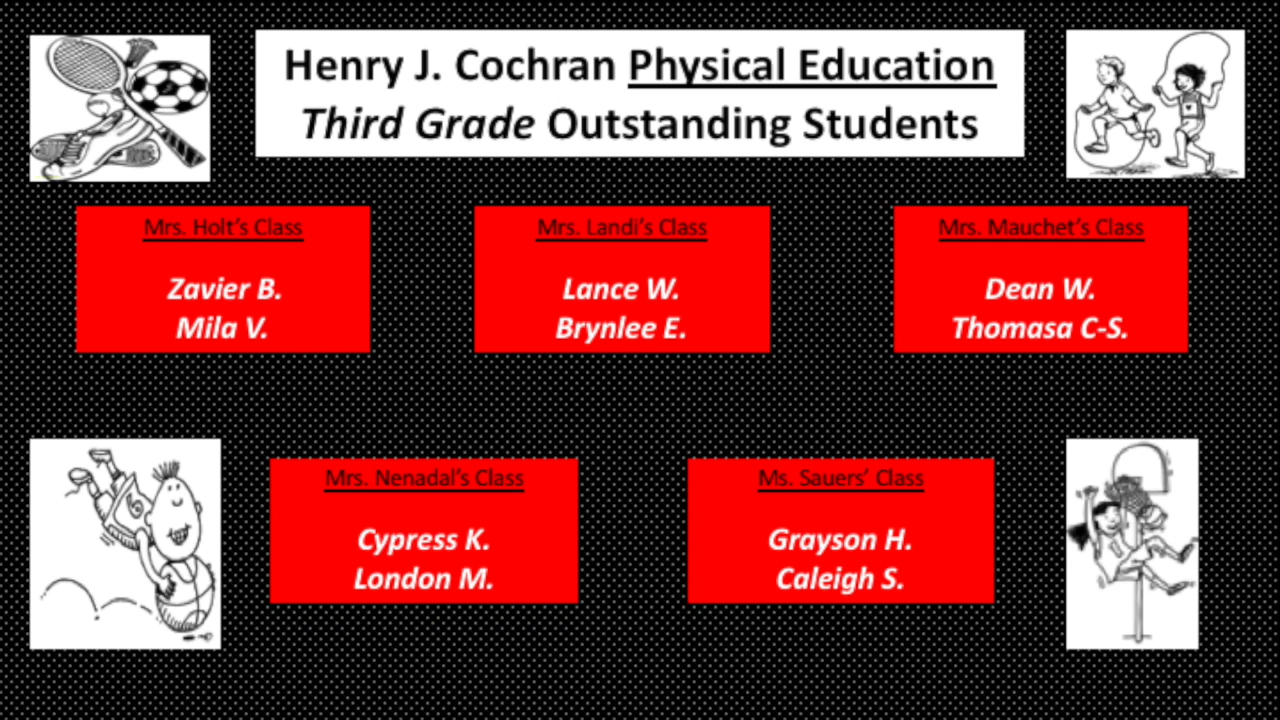 Henry J. Cochran Physical Education
Third Grade Outstanding Students
Mrs. Holt's Class
Zavier B.
Mila V.
Mrs. Landi's Class
Lance W.
Brynlee E.
Mrs. Mauchet's Class
Dean W.
Thomasa C-S.
Mrs. Nenadal's Class
Cypress K.
London M.
Ms. Sauers' Class
Grayson H.
Caleigh S.